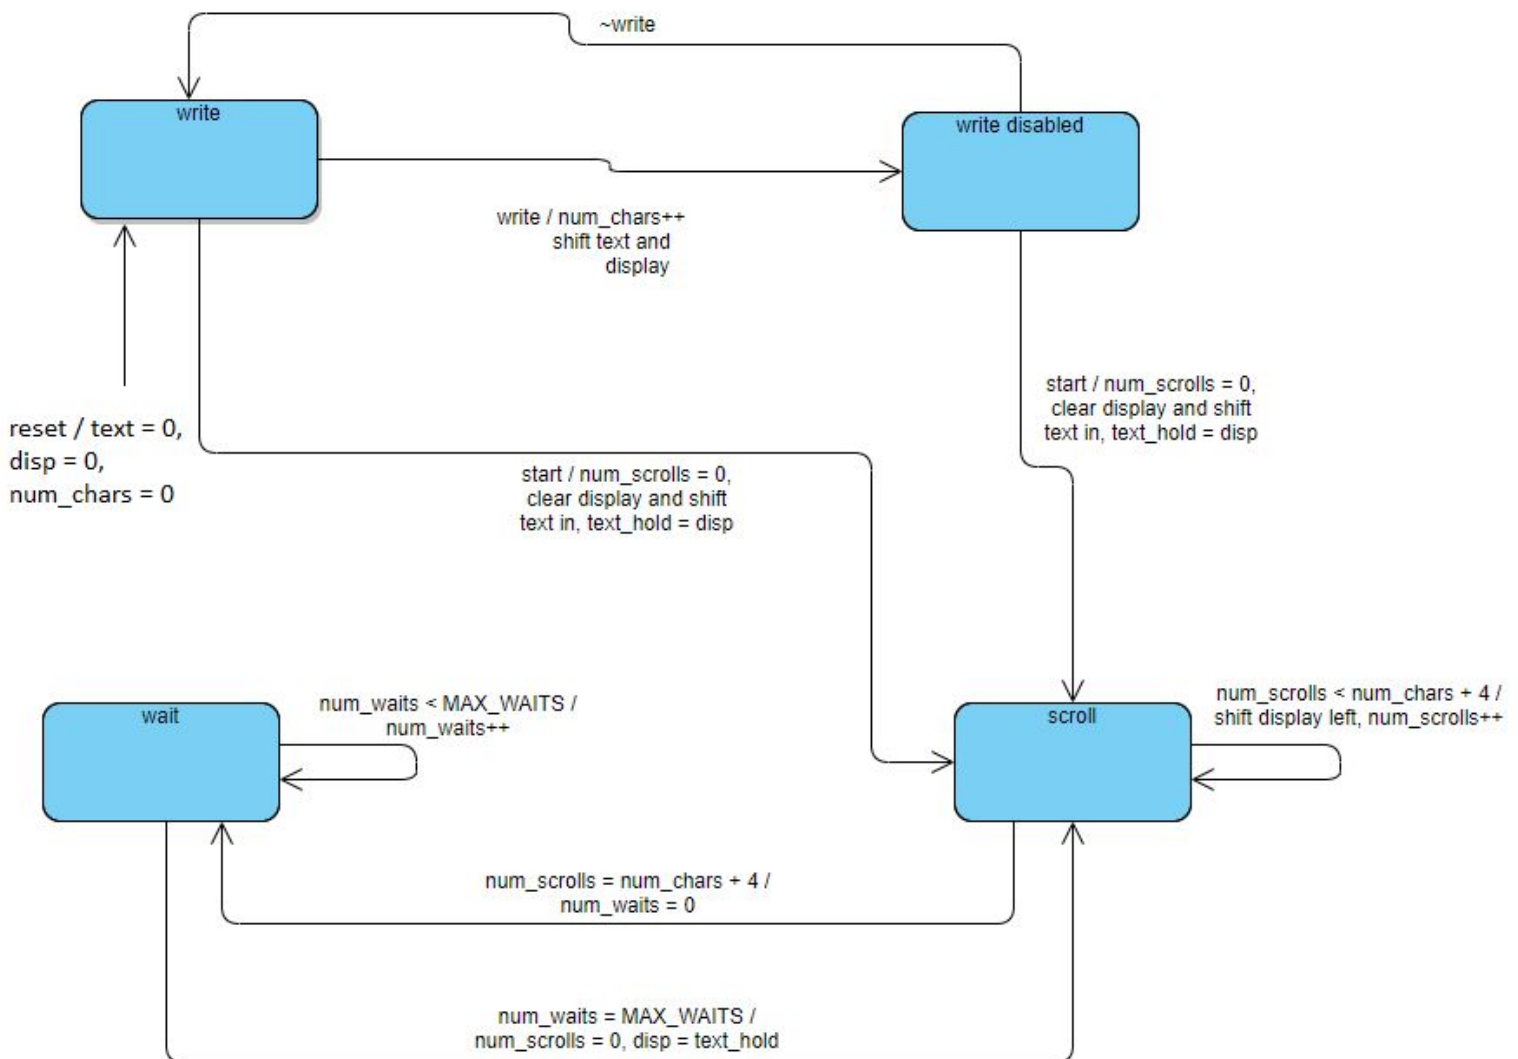 ~write
write
write disabled
write / num_chars++
shift text and
display
start / num_scrolls = 0,
clear display and shift
text in, text_hold = disp
reset / text = 0,
disp = 0,
num_chars = 0
start / num_scrolls = 0,
clear display and shift
text in, text_hold = disp
num_waits < MAX_WAITS /
num_waits++
wait
scroll
num_scrolls < num_chars + 4 /
shift display left, num_scrolls++
num_scrolls = num_chars + 4 /
num_waits = 0
num_waits = MAX_WAITS /
num_scrolls = 0, disp = text_hold